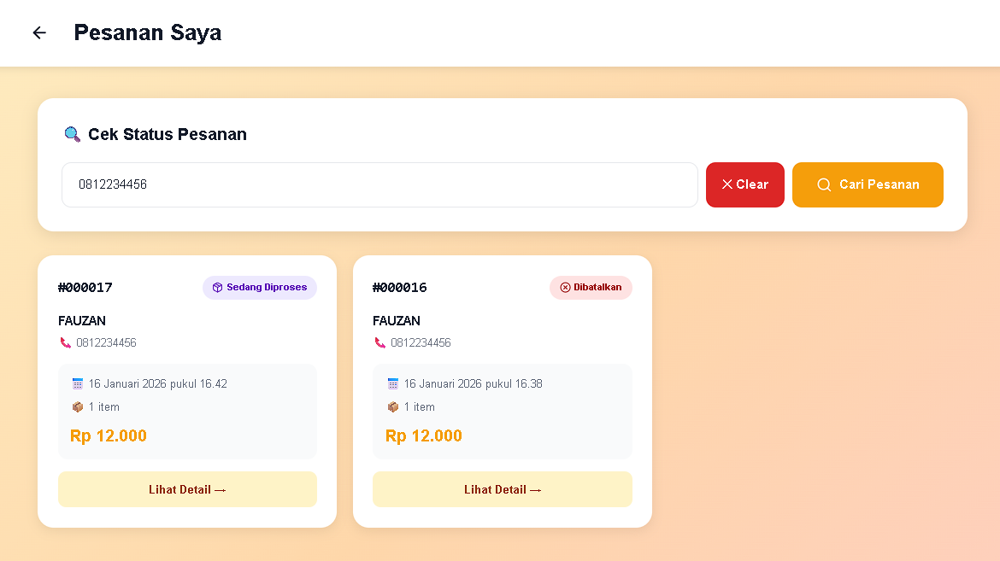 Pesanan Saya
Cek Status Pesanan
0812234456
Clear
Cari Pesanan
#000017
Sedang Diproses
FAUZAN
0812234456
16 Januari 2026 pukul 16.42
1 item
Rp 12.000
Lihat Detail →
#000016
Dibatalkan
FAUZAN
0812234456
16 Januari 2026 pukul 16.38
1 item
Rp 12.000
Lihat Detail →